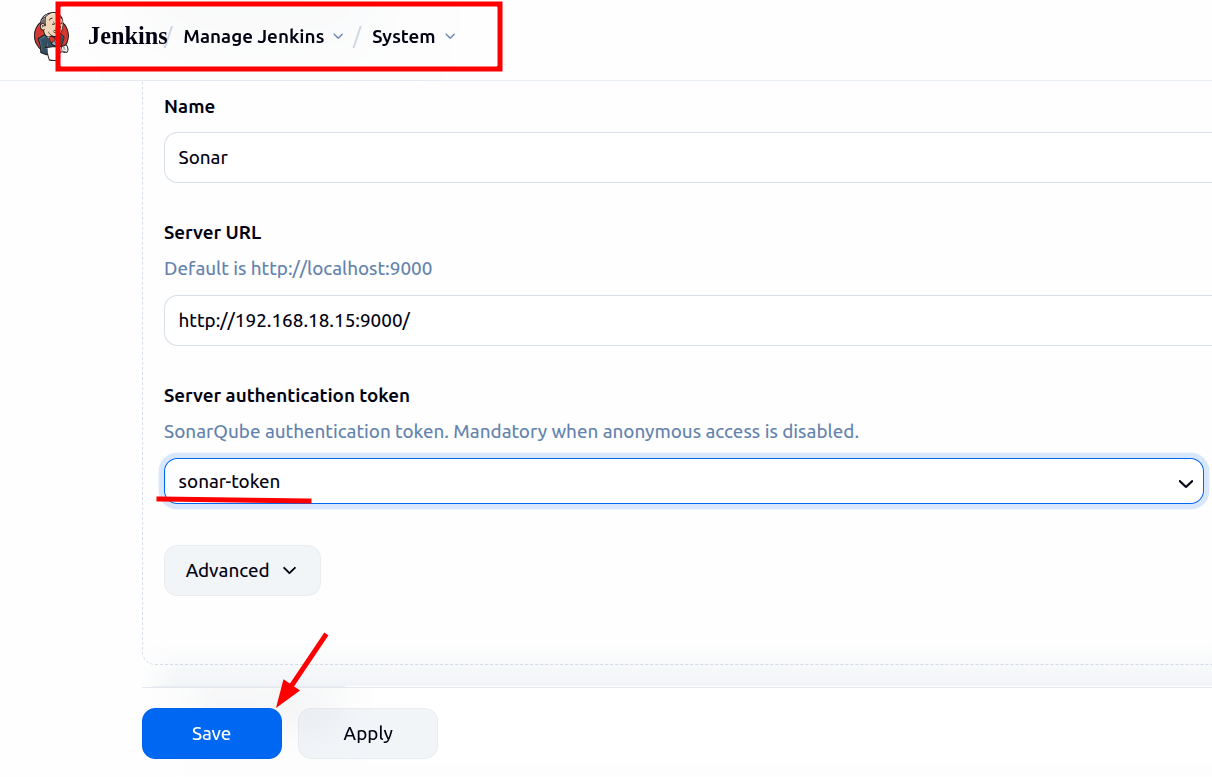 Jenkins / Manage Jenkins / System
Name
Sonar
Server URL
Default is http://localhost:9000
http://192.168.18.15:9000/
Server authentication token
SonarQube authentication token. Mandatory when anonymous access is disabled.
sonar-token
Advanced
Save Apply